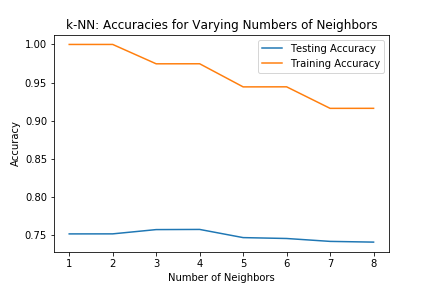 k-NN: Accuracies for Varying Numbers of Neighbors
1.00
0.95
0.90
0.85
0.80
0.75
Accuracy
Testing Accuracy
Training Accuracy
1 2 3 4 5 6 7 8
Number of Neighbors